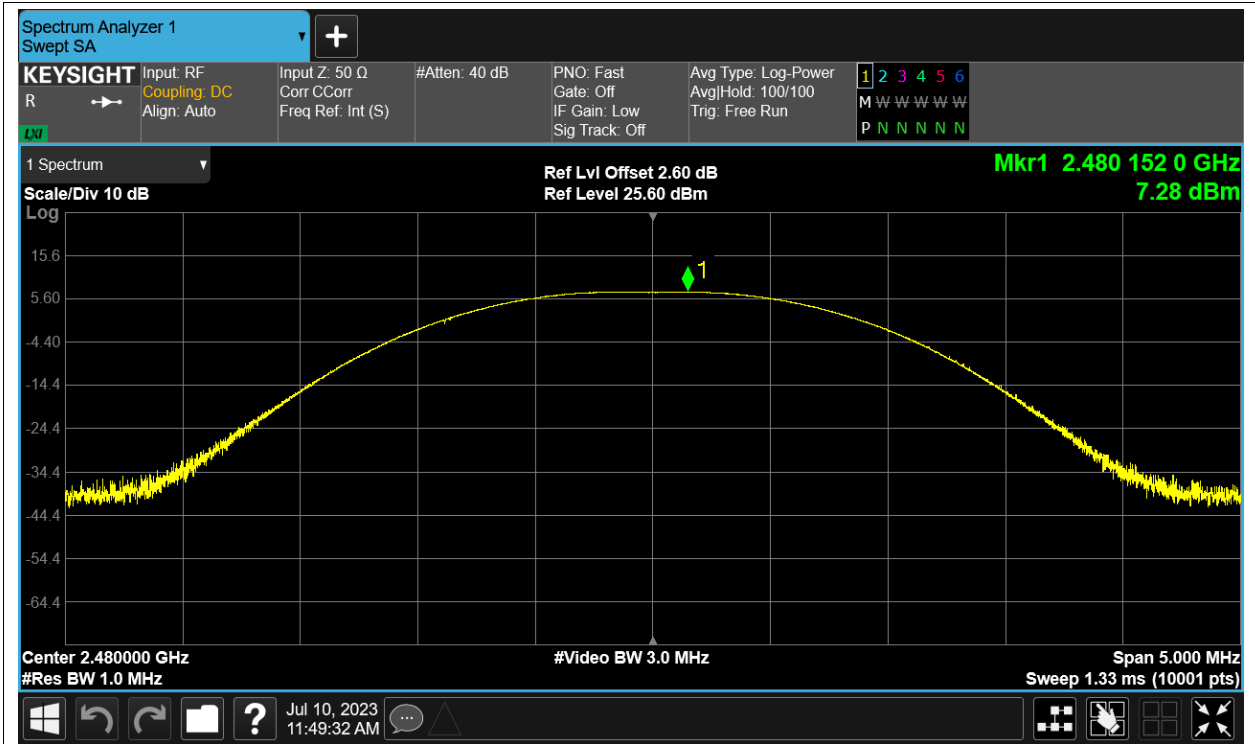 Spectrum Analyzer 1
Swept SA
KEYSIGHT
R
LXI
Input: RF
Coupling: DC
Align: Auto
Input Z: 50 Ω
Corr CCorr
Freq Ref: Int (S)
#Atten: 40 dB
PNO: Fast
Gate: Off
IF Gain: Low
Sig Track: Off
Avg Type: Log-Power
Avg|Hold: 100/100
Trig: Free Run
1 2 3 4 5 6
M W W W W W
P N N N N N
1 Spectrum
Scale/Div 10 dB
Log
Ref Lvl Offset 2.60 dB
Ref Level 25.60 dBm
Mkr1 2.480 152 0 GHz
7.28 dBm
15.6
5.60
-4.40
-14.4
-24.4
-34.4
-44.4
-54.4
-64.4
1
Center 2.480000 GHz
#Res BW 1.0 MHz
#Video BW 3.0 MHz
Span 5.000 MHz
Sweep 1.33 ms (10001 pts)
?
Jul 10, 2023
11:49:32 AM